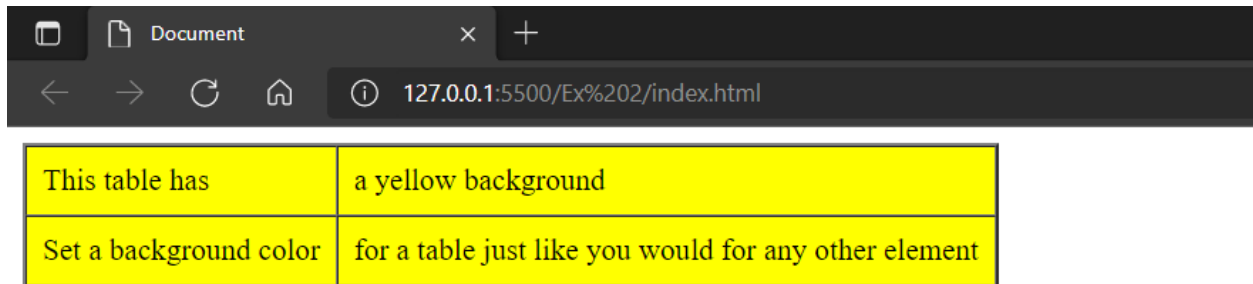 Document
127.0.0.1:5500/Ex%202/index.html
This table has a yellow background
Set a background color for a table just like you would for any other element